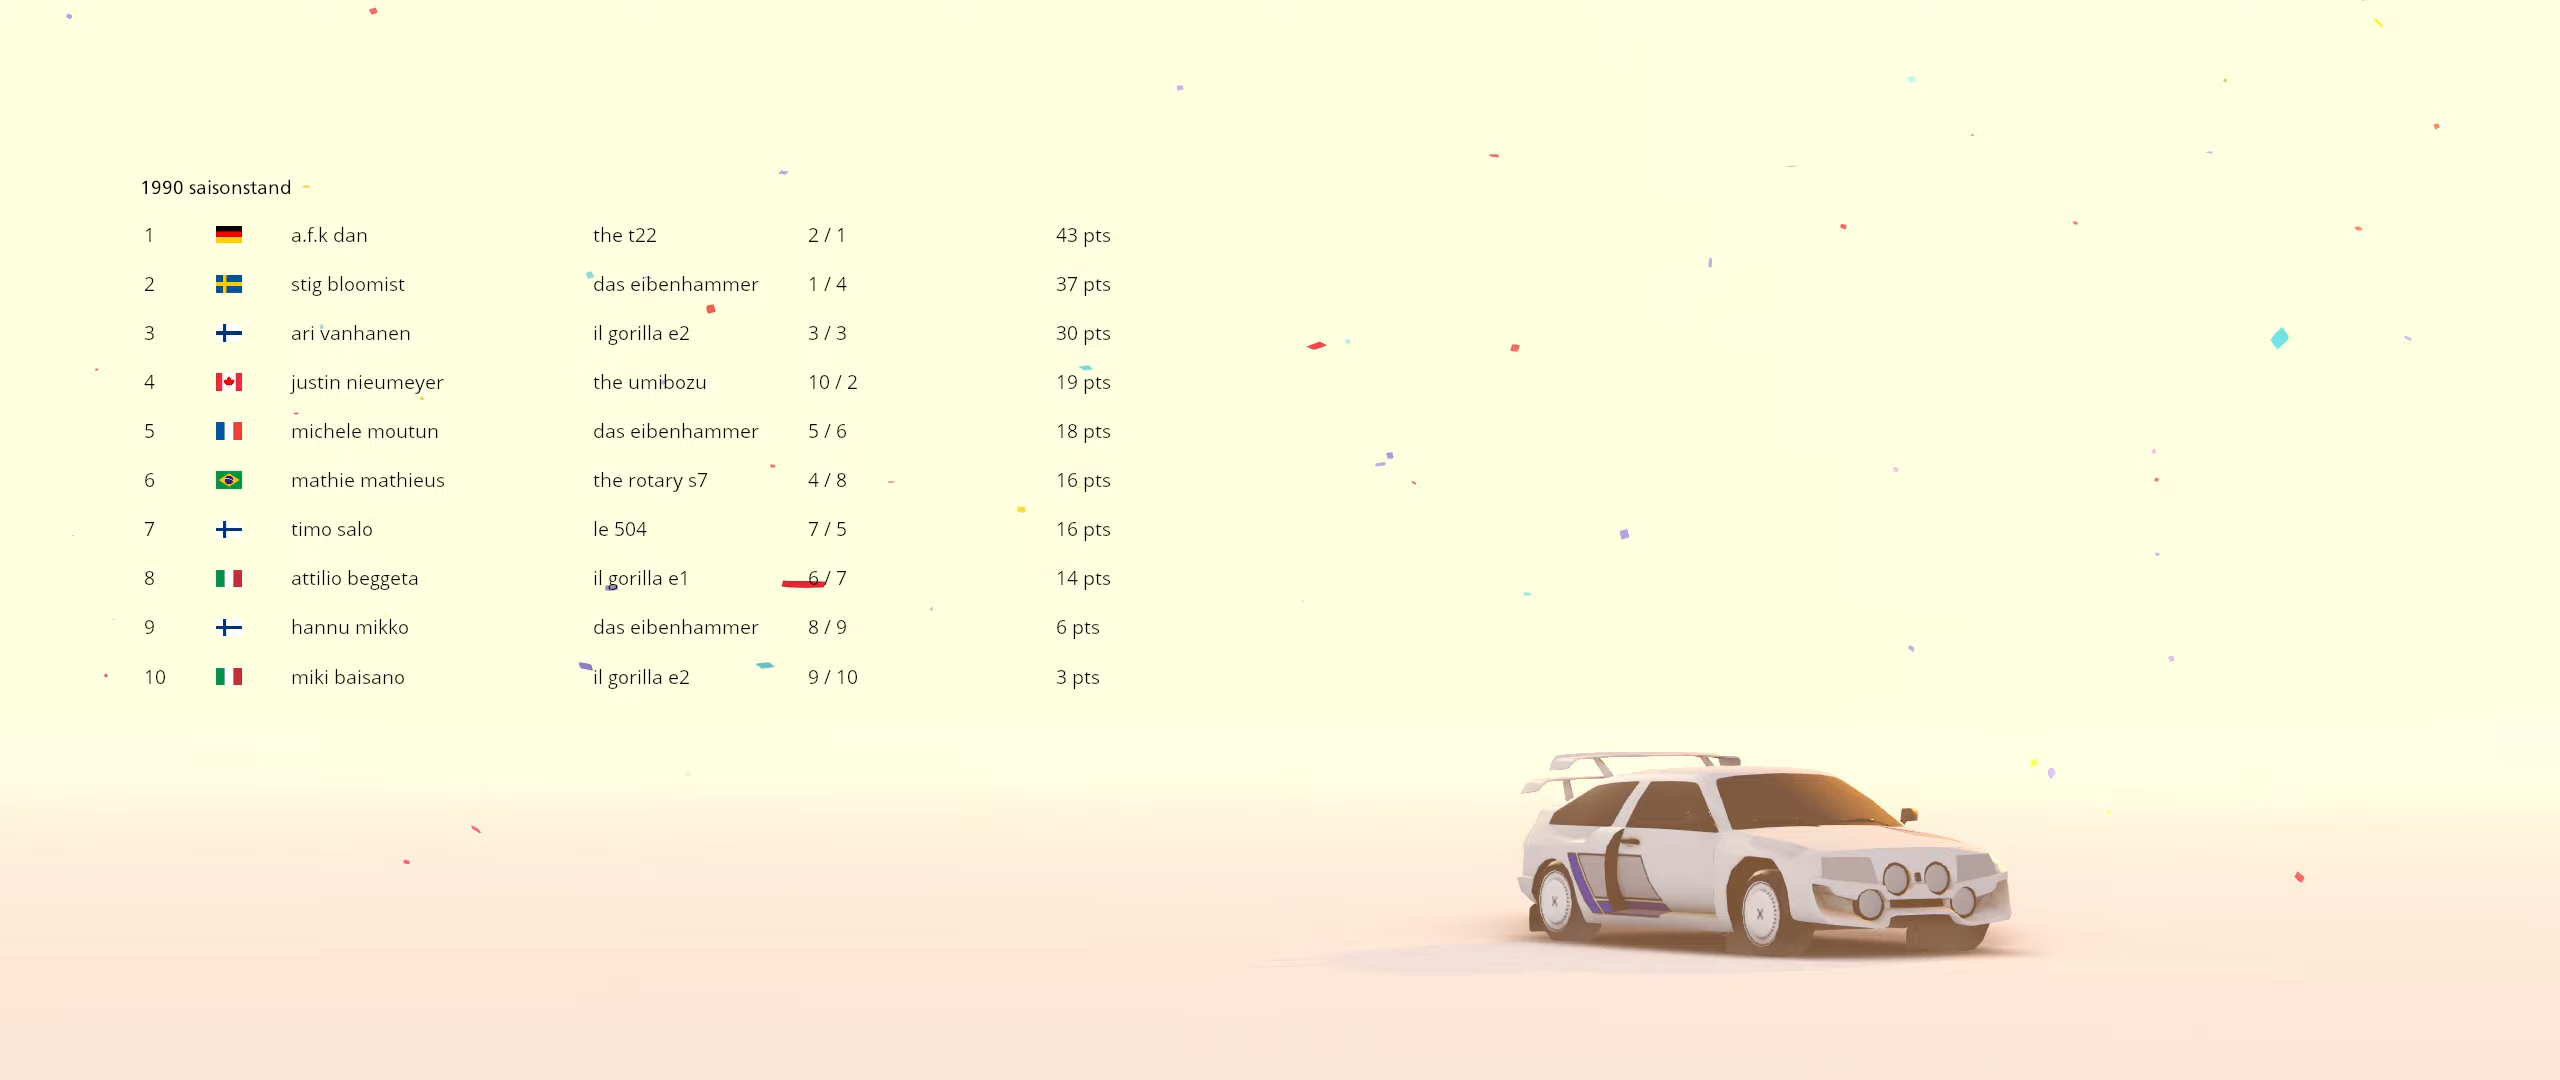 1990 saisonstand
1 a.f.k dan the t22 2 / 1 43 pts
2 stig bloomist das eibenhammer 1 / 4 37 pts
3 ari vanhanen il gorilla e2 3 / 3 30 pts
4 justin nieumeyer the umibozu 10 / 2 19 pts
5 michele moutun das eibenhammer 5 / 6 18 pts
6 mathie mathieus the rotary s7 4 / 8 16 pts
7 timo salo le 504 7 / 5 16 pts
8 attilio beggeta il gorilla e1 6 / 7 14 pts
9 hannu mikko das eibenhammer 8 / 9 6 pts
10 miki baisano il gorilla e2 9 / 10 3 pts